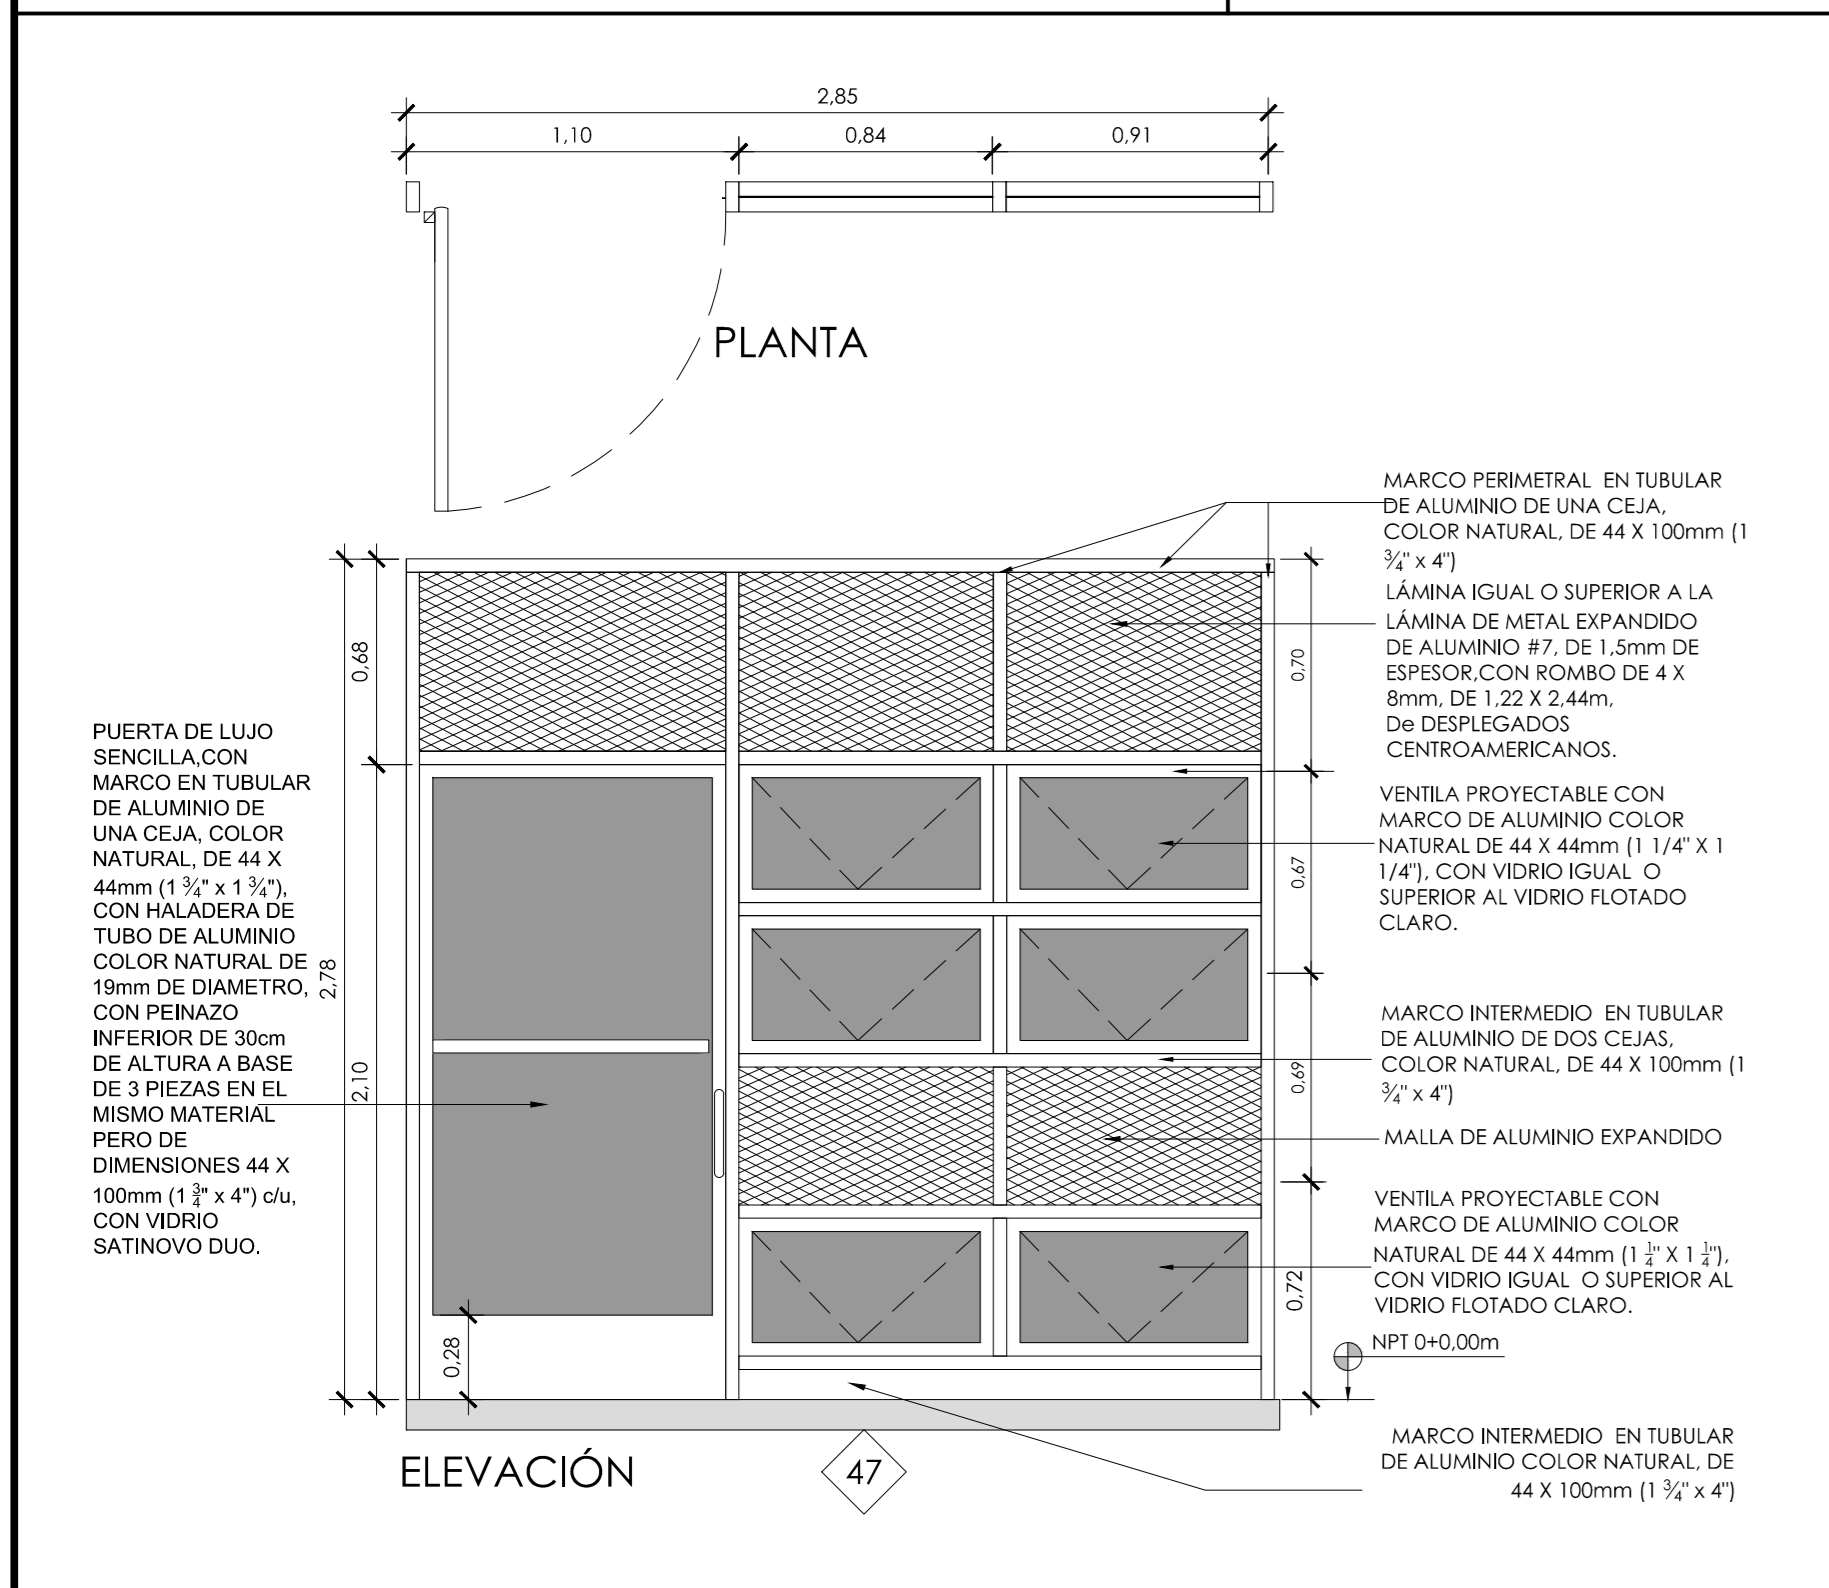 2,85
1,10
0,84
0,91
PLANTA
MARCO PERIMETRAL EN TUBULAR
DE ALUMINIO DE UNA CEJA,
COLOR NATURAL, DE 44 X 100mm (1
¾" x 4")
LÁMINA IGUAL O SUPERIOR A LA
LÁMINA DE METAL EXPANDIDO
DE ALUMINIO #7, DE 1,5mm DE
ESPESOR,CON ROMBO DE 4 X
8mm, DE 1,22 X 2,44m,
De DESPLEGADOS
CENTROAMERICANOS.
VENTILA PROYECTABLE CON
MARCO DE ALUMINIO COLOR
NATURAL DE 44 X 44mm (1 1/4" X 1
1/4"), CON VIDRIO IGUAL O
SUPERIOR AL VIDRIO FLOTADO
CLARO.
MARCO INTERMEDIO EN TUBULAR
DE ALUMINIO DE DOS CEJAS,
COLOR NATURAL, DE 44 X 100mm (1
¾" x 4")
MALLA DE ALUMINIO EXPANDIDO
VENTILA PROYECTABLE CON
MARCO DE ALUMINIO COLOR
NATURAL DE 44 X 44mm (1 ¼" X 1 ¼"),
CON VIDRIO IGUAL O SUPERIOR AL
VIDRIO FLOTADO CLARO.
NPT 0+0,00m
MARCO INTERMEDIO EN TUBULAR
DE ALUMINIO COLOR NATURAL, DE
44 X 100mm (1 ¾" x 4")
PUERTA DE LUJO
SENCILLA,CON
MARCO EN TUBULAR
DE ALUMINIO DE
UNA CEJA, COLOR
NATURAL, DE 44 X
44mm (1 ¾" x 1 ¾"),
CON HALADERA DE
TUBO DE ALUMINIO
COLOR NATURAL DE
19mm DE DIAMETRO,
CON PEINAZO
INFERIOR DE 30cm
DE ALTURA A BASE
DE 3 PIEZAS EN EL
MISMO MATERIAL
PERO DE
DIMENSIONES 44 X
100mm (1 ¾" x 4") c/u,
CON VIDRIO
SATINOVO DUO.
2,78
0,68
2,10
0,28
0,70
0,67
0,69
0,72
ELEVACIÓN
47